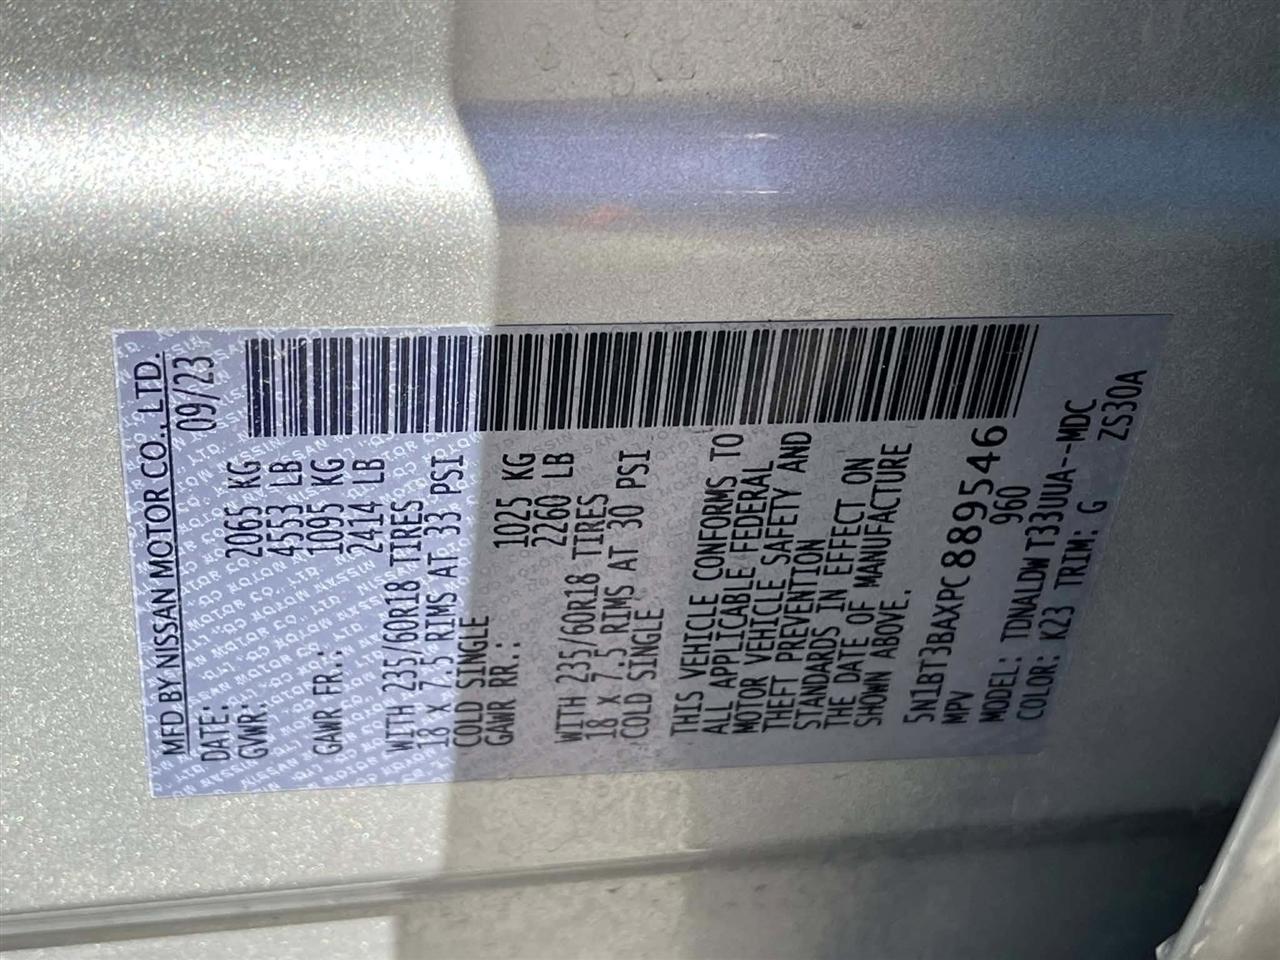 MFD BY NISSAN MOTOR CO., LTD.
DATE: 09/23
GVWR: 2065 KG
4553 LB
GAWR FR.: 1095 KG
2414 LB
WITH 235/60R18 TIRES
18 X 7.5 RIMS AT 33 PSI
COLD SINGLE
GAWR RR.: 1025 KG
2260 LB
WITH 235/60R18 TIRES
18 X 7.5 RIMS AT 30 PSI
COLD SINGLE
THIS VEHICLE CONFORMS TO
ALL APPLICABLE FEDERAL
MOTOR VEHICLE SAFETY AND
THEFT PREVENTION
STANDARDS IN EFFECT ON
THE DATE OF MANUFACTURE
SHOWN ABOVE.
5N1BT3BAXPC889546
MPV 960
MODEL: TDNALDWT33UUA--MDC
COLOR: K23 TRIM: G ZS30A